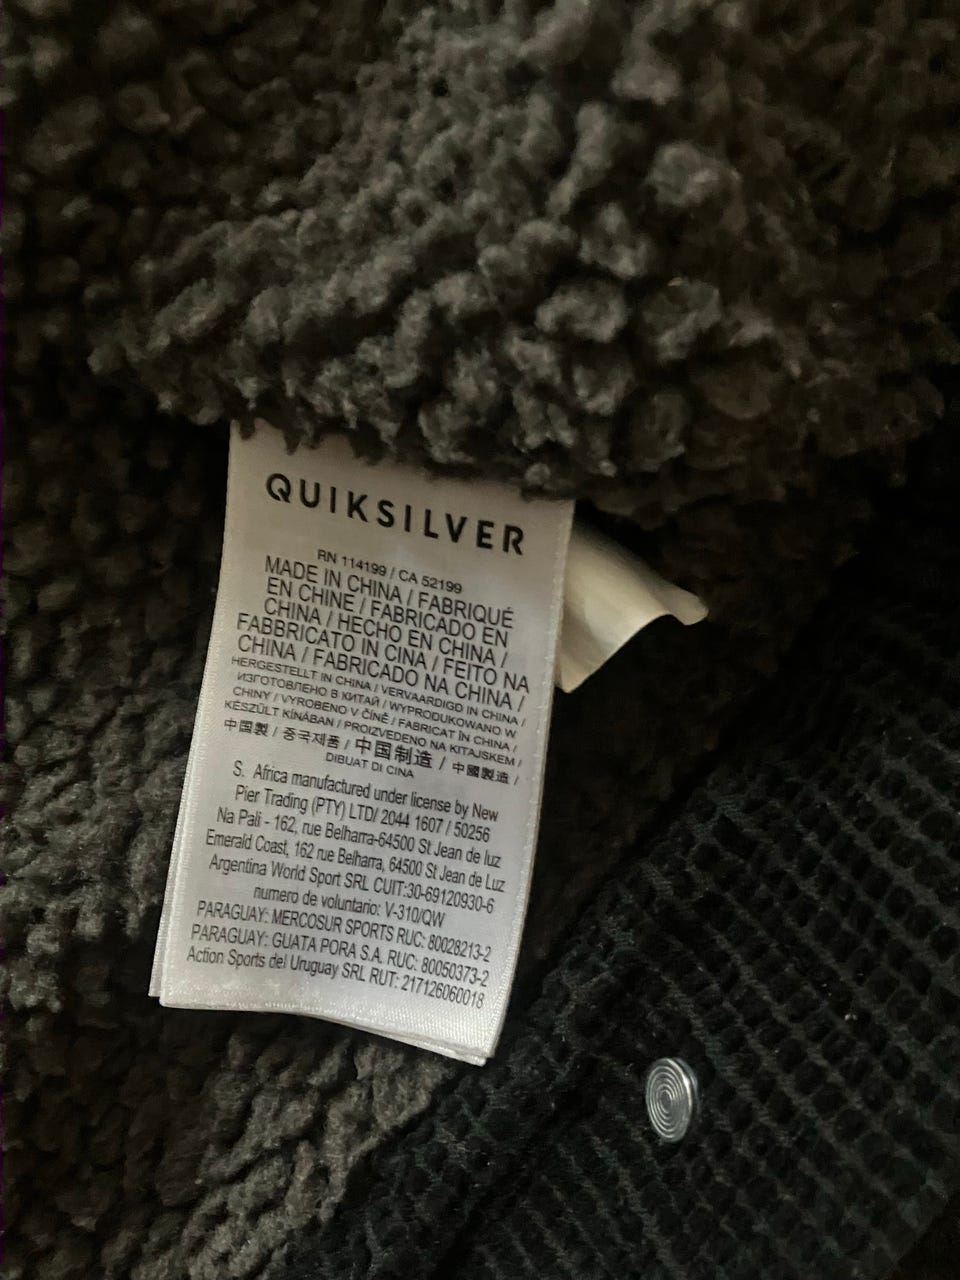 QUIKSILVER
RN 114199 / CA 52199
MADE IN CHINA / FABRIQUÉ
EN CHINE / FABRICADO EN
CHINA / HECHO EN CHINA /
FABBRICATO IN CINA / FEITO NA
CHINA / FABRICADO NA CHINA /
HERGESTELLT IN CHINA / VERVAARDIGD IN CHINA /
ИЗГОТОВЛЕНО В КИТАЙ / WYPRODUKOWANO W
CHINY / VYROBENO V ČÍNĚ / FABRICAT ÎN CHINA /
KÉSZÜLT KÍNÁBAN / PROIZVEDENO NA KITAJSKEM /
中国製 / 중국제품 / 中国制造 / 中國製造 /
DIBUAT DI CINA
S. Africa manufactured under license by New
Pier Trading (PTY) LTD/ 2044 1607 / 50256
Na Pali - 162, rue Belharra-64500 St Jean de luz
Emerald Coast, 162 rue Belharra, 64500 St Jean de Luz
Argentina World Sport SRL CUIT:30-69120930-6
numero de voluntario: V-310/QW
PARAGUAY: MERCOSUR SPORTS RUC: 80028213-2
PARAGUAY: GUATA PORA S.A. RUC: 80050373-2
Action Sports del Uruguay SRL RUT: 217126060018